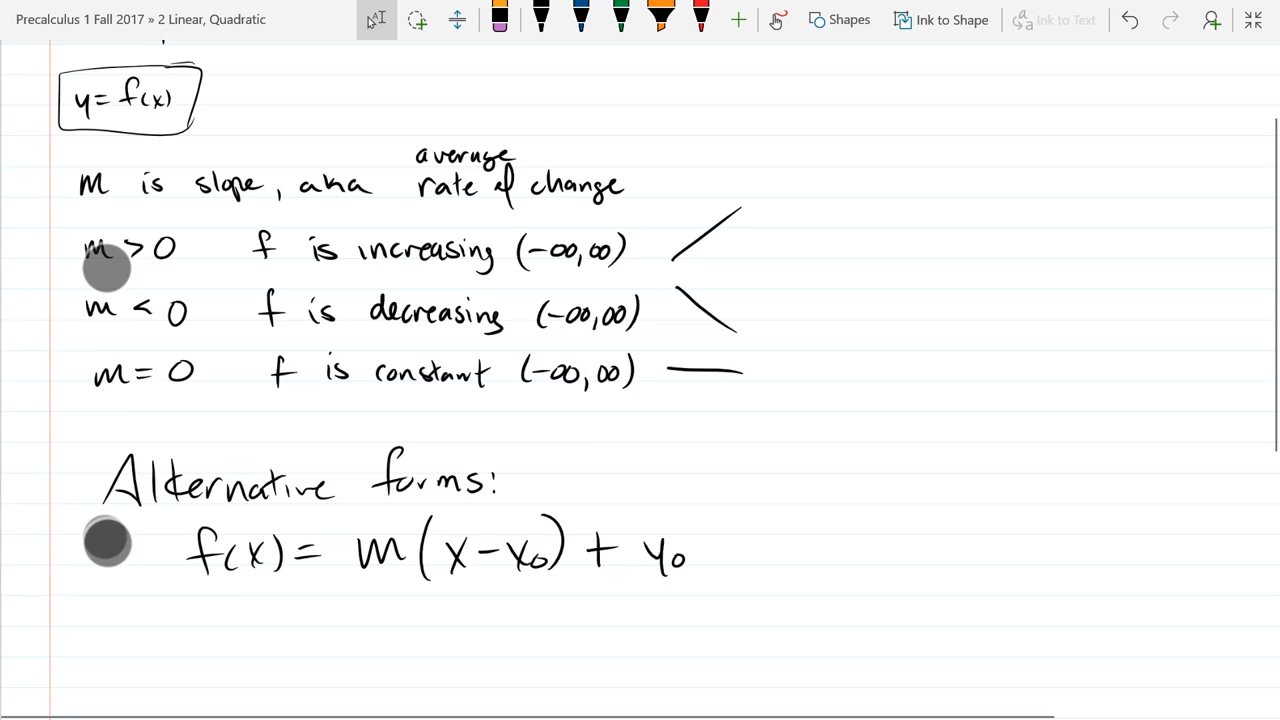 Precalculus 1 Fall 2017 » 2 Linear, Quadratic
Shapes
Ink to Shape
Ink to Text
y = f(x)
average
m is slope, aka rate of change
m > 0 f is increasing (-∞,∞)
m < 0 f is decreasing (-∞,∞)
m = 0 f is constant (-∞,∞)
Alternative forms:
f(x) = m(x-x₀) + y₀